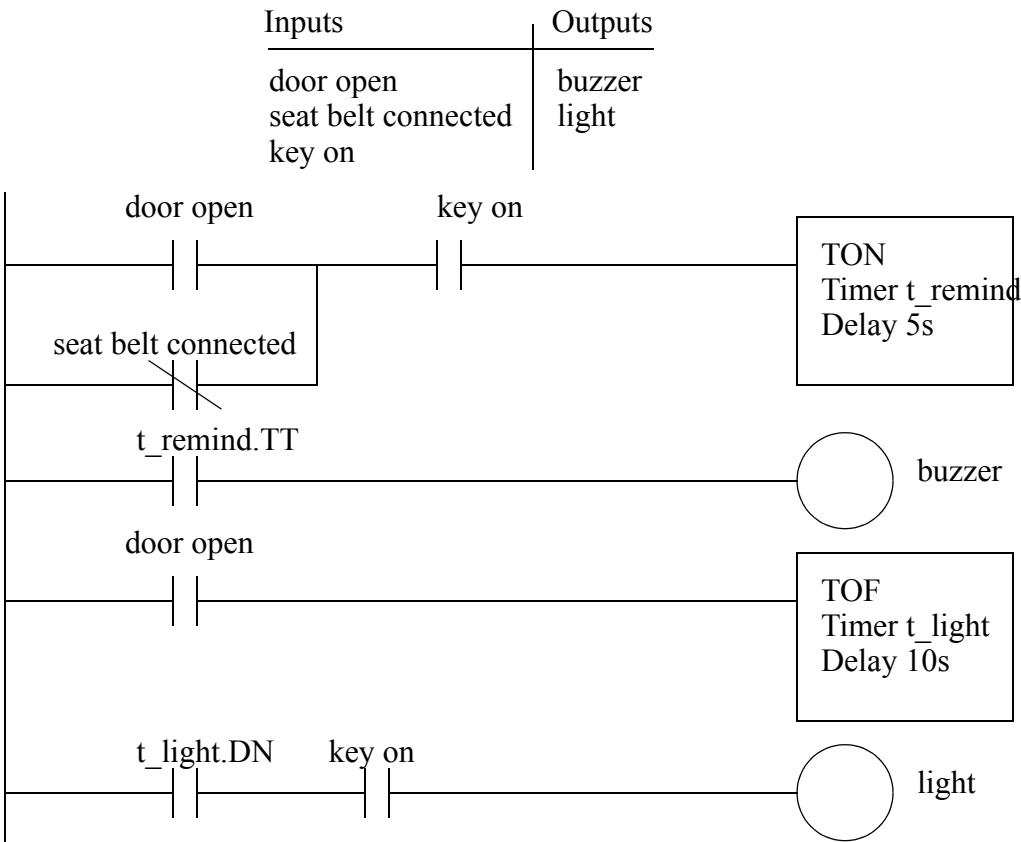 Inputs Outputs
door open buzzer
seat belt connected light
key on
door open key on
TON
Timer t_remind
Delay 5s
seat belt connected
t_remind.TT
buzzer
door open
TOF
Timer t_light
Delay 10s
t_light.DN key on
light